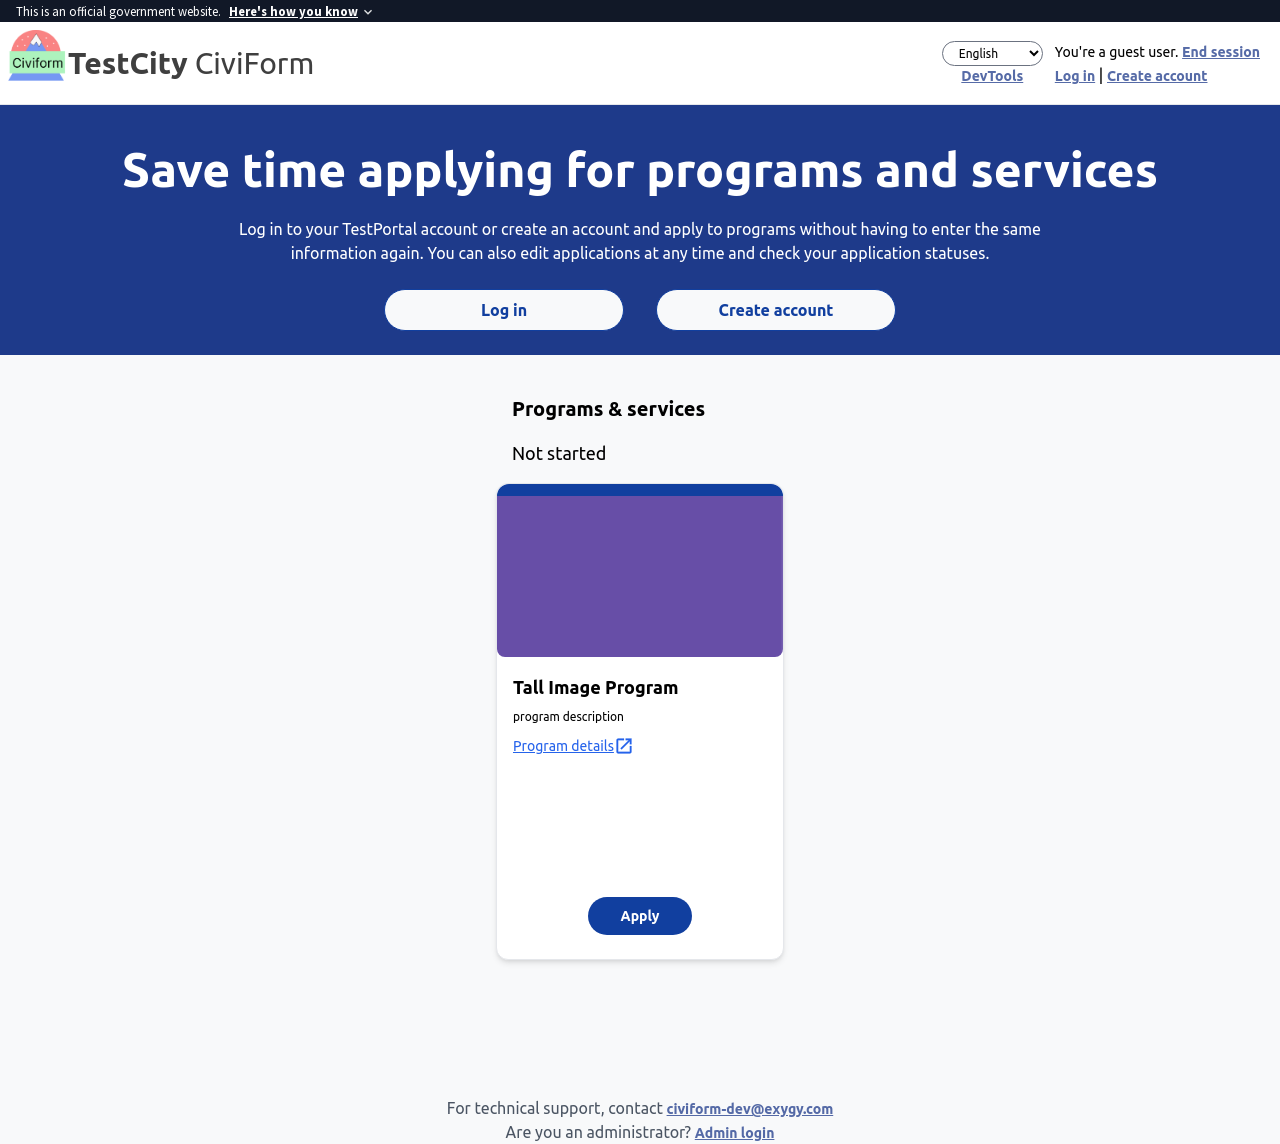 This is an official government website. Here's how you know
Civiform
TestCity CiviForm
English
You're a guest user. End session
DevTools
Log in | Create account
Save time applying for programs and services
Log in to your TestPortal account or create an account and apply to programs without having to enter the same
information again. You can also edit applications at any time and check your application statuses.
Log in
Create account
Programs & services
Not started
Tall Image Program
program description
Program details
Apply
For technical support, contact civiform-dev@exygy.com
Are you an administrator? Admin login